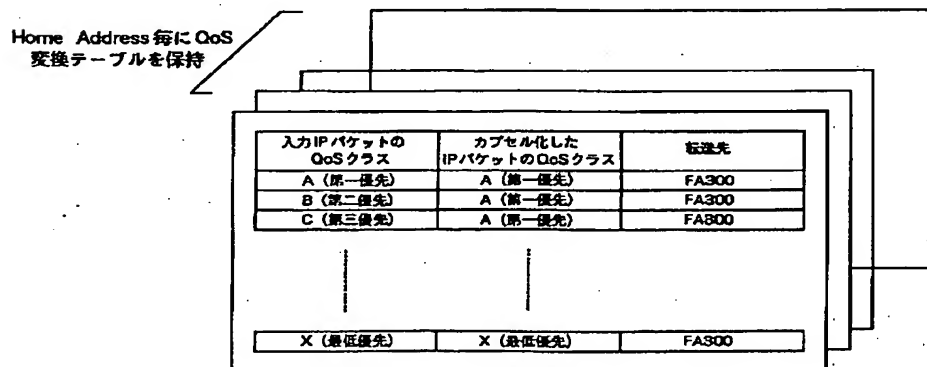 Home Address 毎に QoS
変換テーブルを保持
入力IPパケットの
QoSクラス
カプセル化した
IPパケットのQoSクラス
転送先
A (第一優先) A (第一優先) FA300
B (第二優先) A (第一優先) FA300
C (第三優先) A (第一優先) FA300
X (最低優先) X (最低優先) FA300